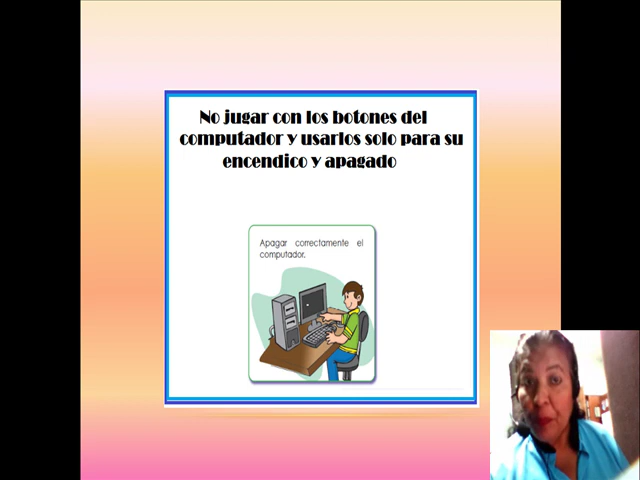 No jugar con los botones del
computador y usarlos solo para su
encendico y apagado
Apagar correctamente el
computador.